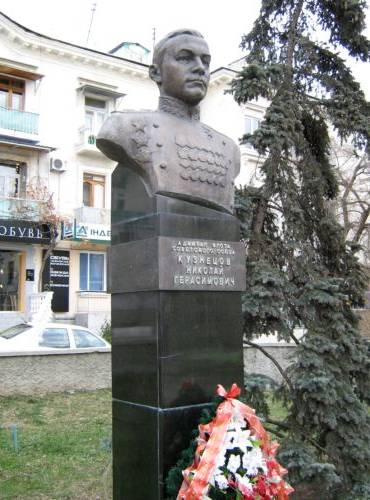 АДМИРАЛ ФЛОТА
СОВЕТСКОГО СОЮЗА
КУЗНЕЦОВ
НИКОЛАЙ
ГЕРАСИМОВИЧ
ОБУВЬ